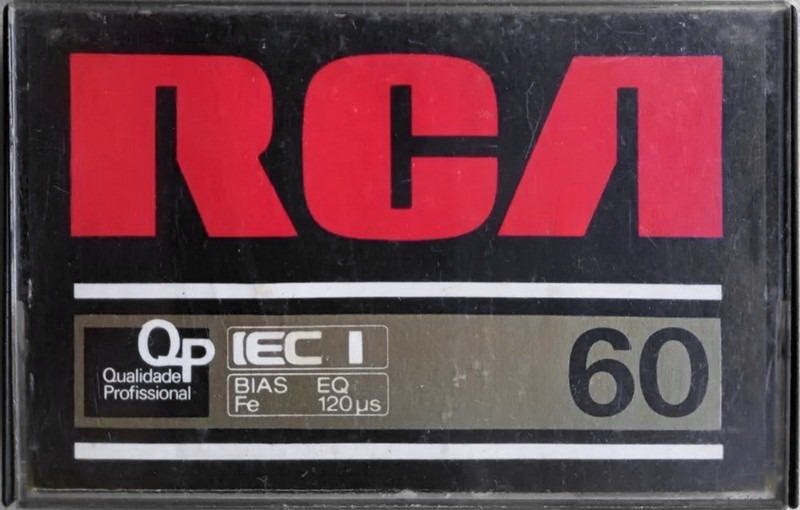 RCA
QP
Qualidade
Profissional
IEC I
BIAS EQ
Fe 120µs
60